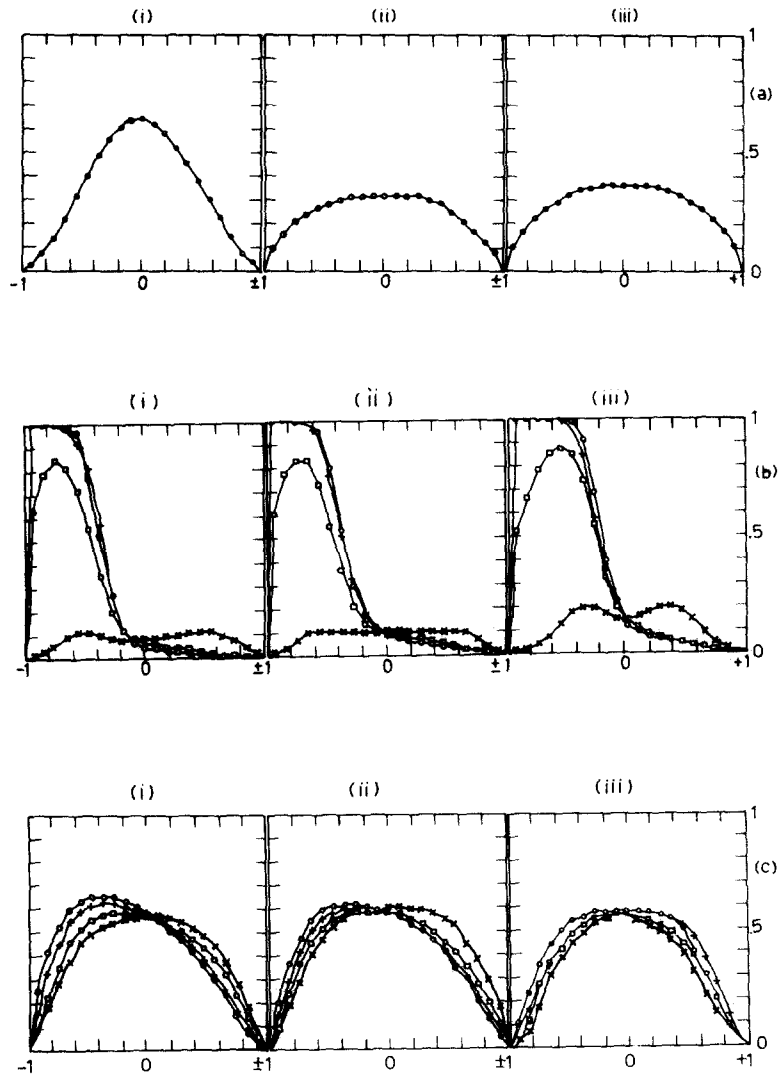 (i) (ii) (iii)
1
(a)
.5
0
-1 0 ±1 0 ±1 0 +1
(i) (ii) (iii)
1
(b)
.5
0
-1 0 ±1 0 ±1 0 +1
(i) (ii) (iii)
1
(c)
.5
0
-1 0 ±1 0 ±1 0 +1